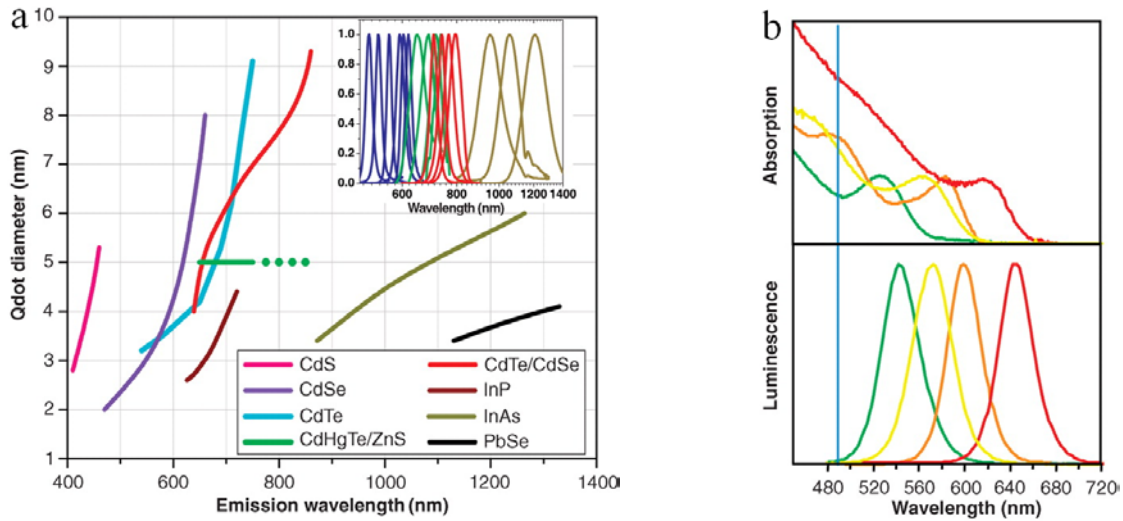 a
10
9
8
7
6
5
4
3
2
1
Qdot diameter (nm)
400
600
800
1000
1200
1400
Emission wavelength (nm)
1.0
0.8
0.6
0.4
0.2
0.0
600
800
1000
1200
1400
Wavelength (nm)
CdS
CdSe
CdTe
CdHgTe/ZnS
CdTe/CdSe
InP
InAs
PbSe
b
Absorption
Luminescence
480
520
560
600
640
680
720
Wavelength (nm)